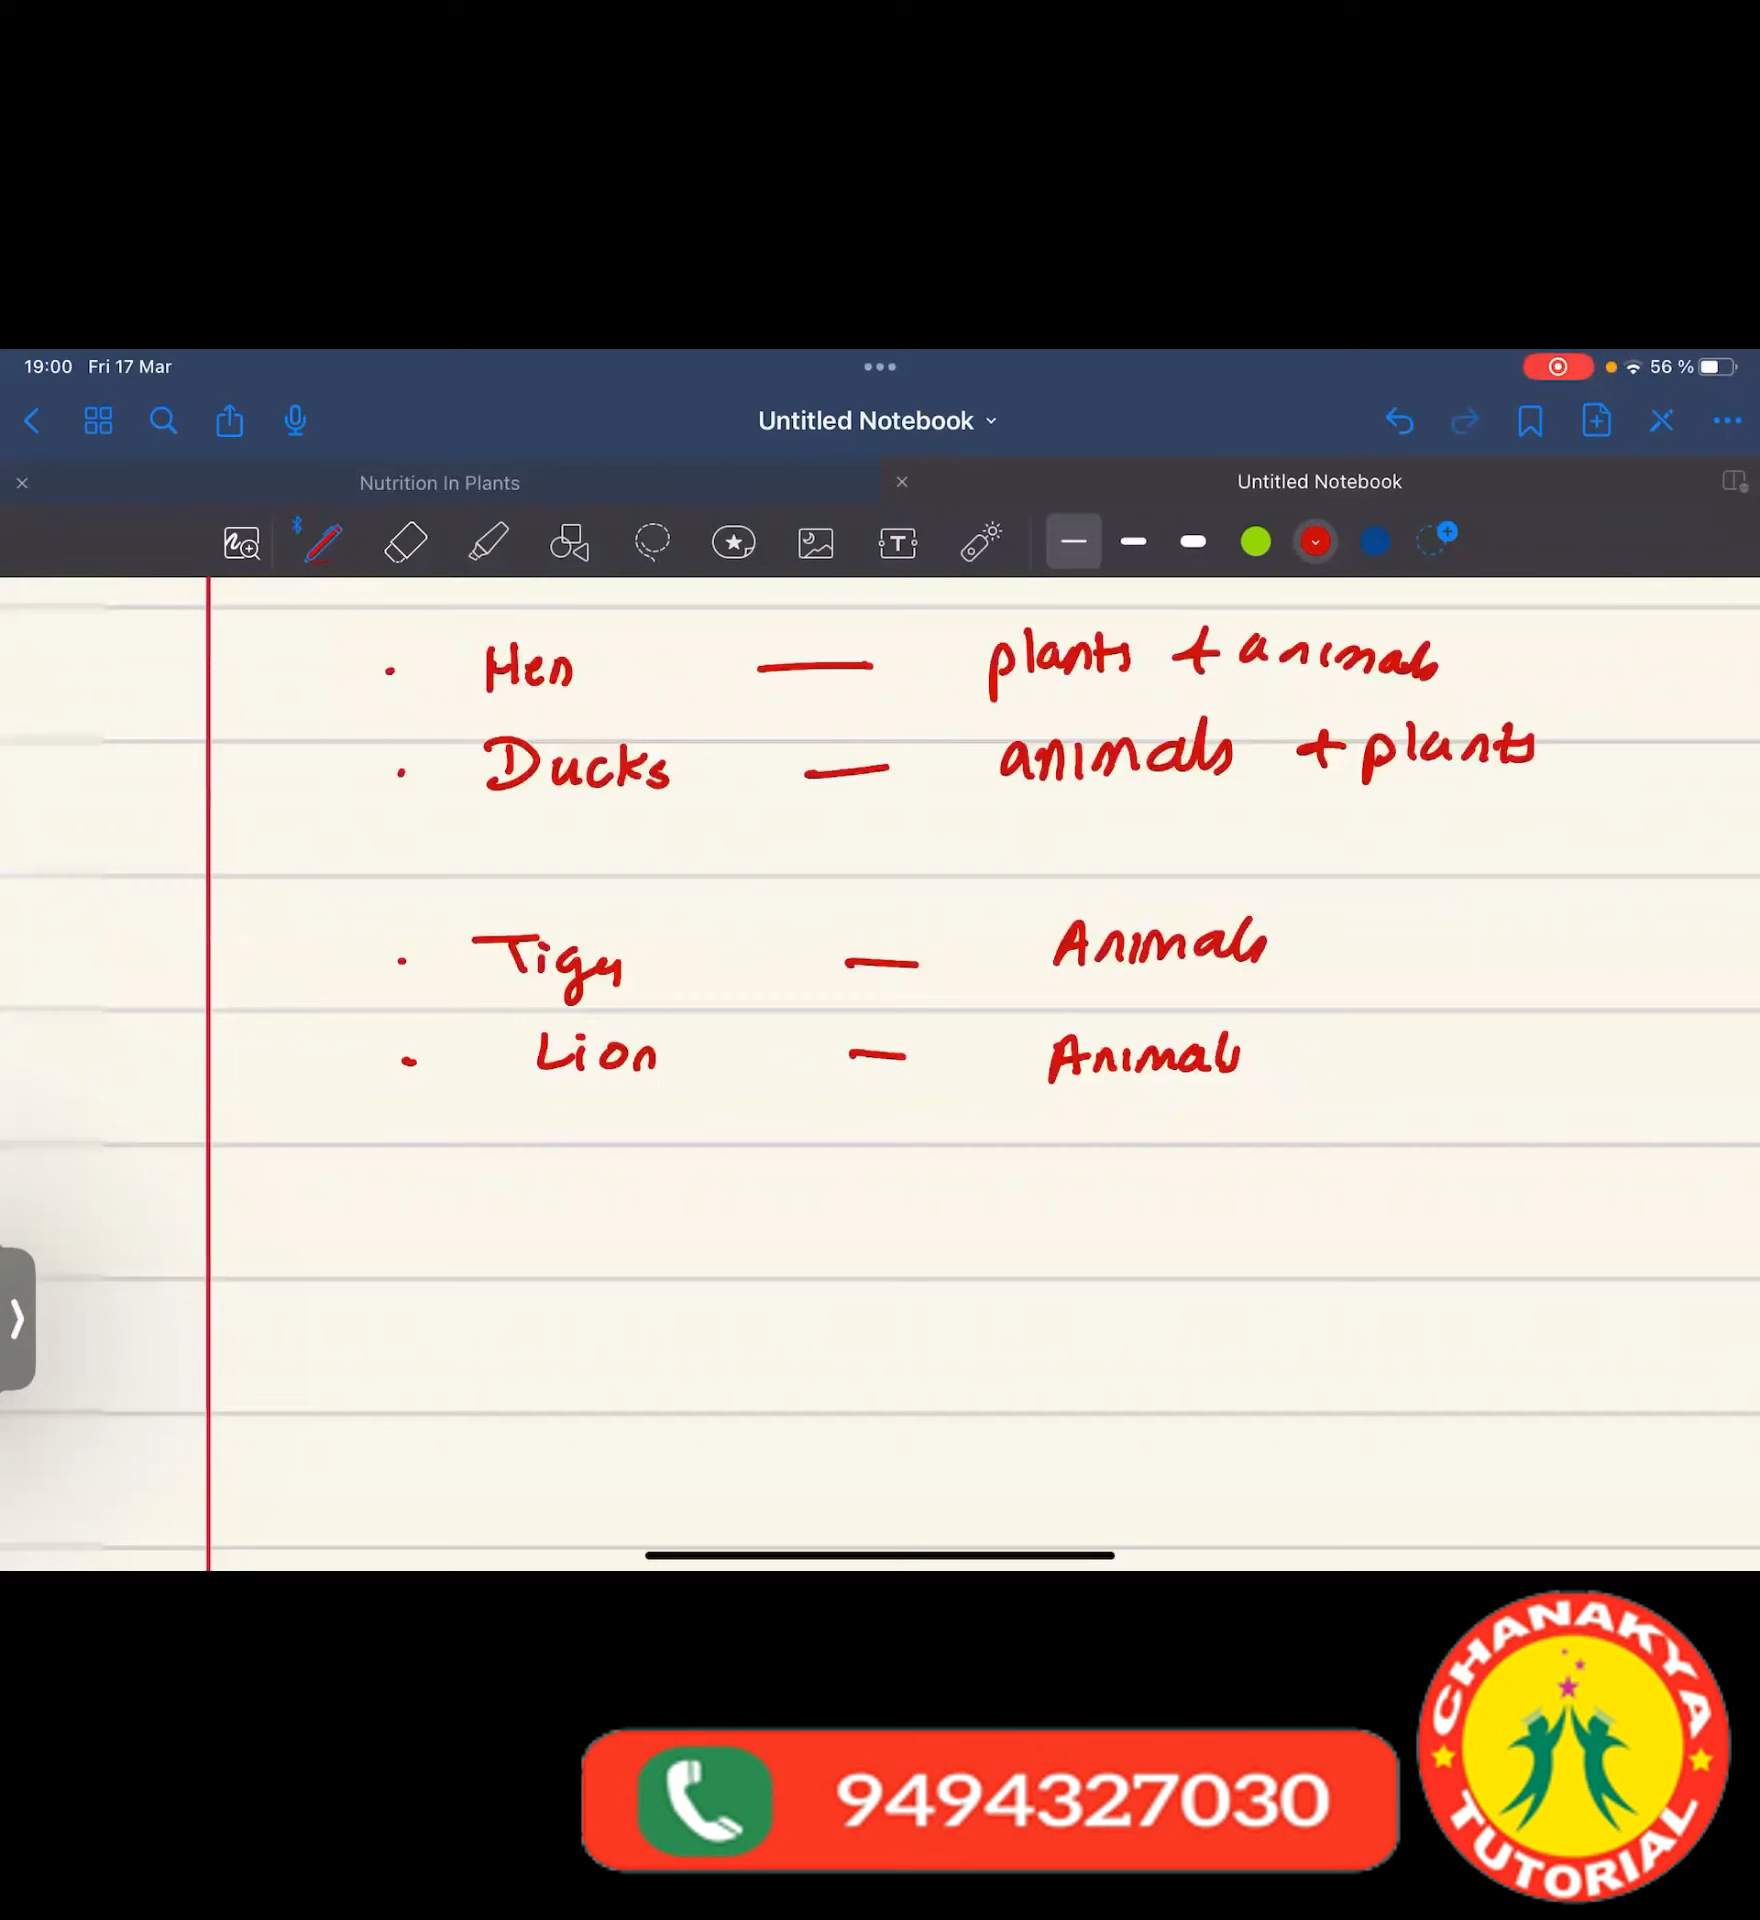 19:00 Fri 17 Mar
56 %
Untitled Notebook
Nutrition In Plants
Untitled Notebook
T
. Hen — plants + animals
. Ducks — animals + plants
. Tiger — Animals
. Lion — Animals
9494327030
CHANAKYA
TUTORIAL